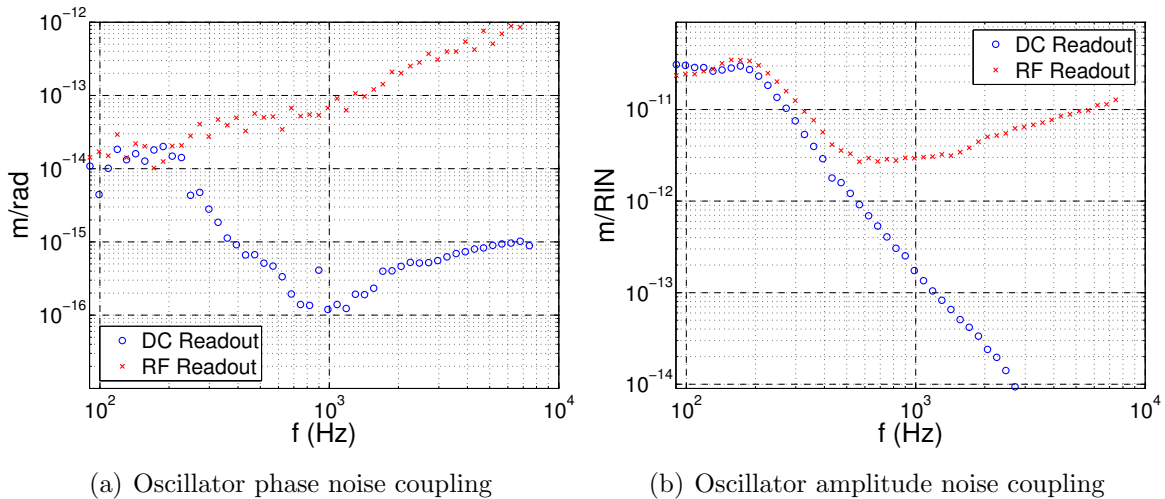 10^-12
10^-13
10^-14
10^-15
10^-16
m/rad
DC Readout
RF Readout
10^2
10^3
10^4
f (Hz)
(a) Oscillator phase noise coupling
DC Readout
RF Readout
10^-11
10^-12
10^-13
10^-14
m/RIN
10^2
10^3
10^4
f (Hz)
(b) Oscillator amplitude noise coupling